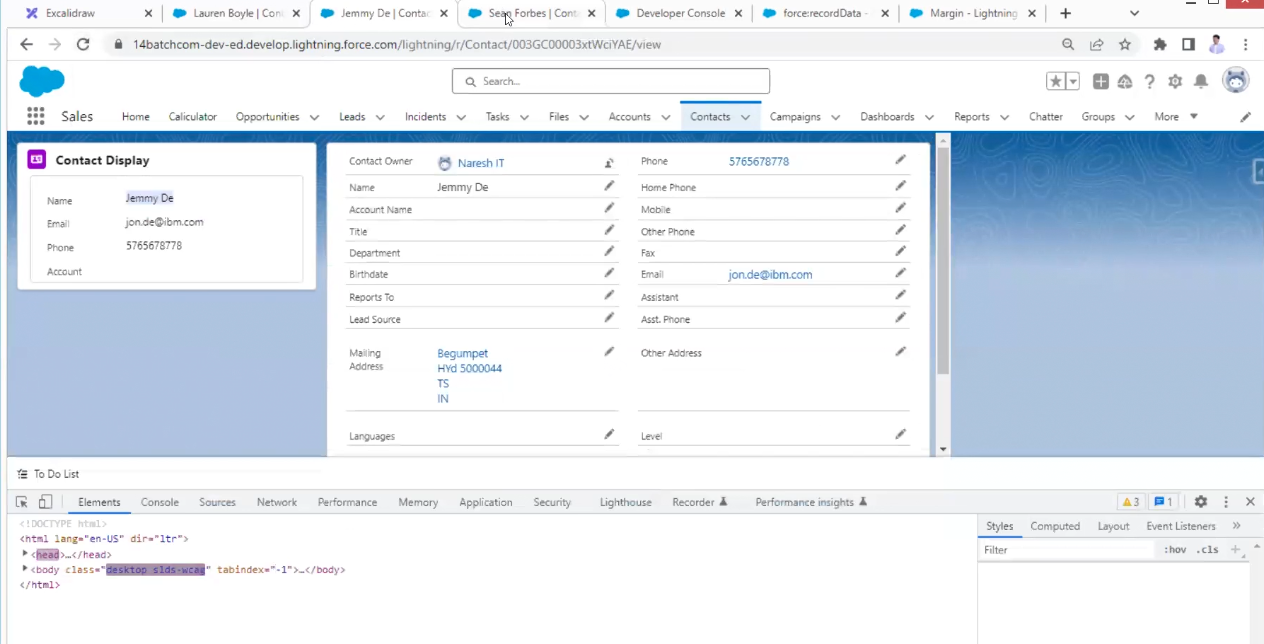 Excalidraw
Lauren Boyle | Con
Jemmy De | Contac
Sean Forbes | Conta
Developer Console
force:recordData -
Margin - Lightning
14batchcom-dev-ed.develop.lightning.force.com/lightning/r/Contact/003GC00003xtWciYAE/view
Search...
Sales Home Calculator Opportunities Leads Incidents Tasks Files Accounts Contacts Campaigns Dashboards Reports Chatter Groups More
Contact Display
Name Jemmy De
Email jon.de@ibm.com
Phone 5765678778
Account
Contact Owner Naresh IT
Name Jemmy De
Account Name
Title
Department
Birthdate
Reports To
Lead Source
Mailing Address
Begumpet
HYd 5000044
TS
IN
Languages
Phone 5765678778
Home Phone
Mobile
Other Phone
Fax
Email jon.de@ibm.com
Assistant
Asst. Phone
Other Address
Level
To Do List
Elements Console Sources Network Performance Memory Application Security Lighthouse Recorder Performance insights 3 1
<!DOCTYPE html>
<html lang="en-US" dir="ltr">
<head>…</head>
<body class="desktop slds-wcag" tabindex="-1">…</body>
</html>
Styles Computed Layout Event Listeners »
Filter :hov .cls +